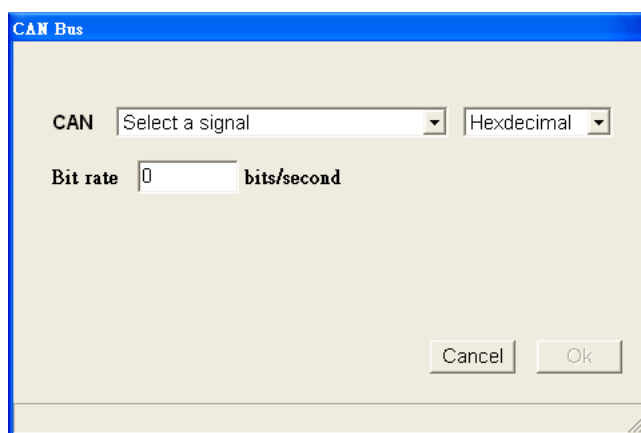 CAN Bus
CAN Select a signal Hexdecimal
Bit rate 0 bits/second
Cancel Ok